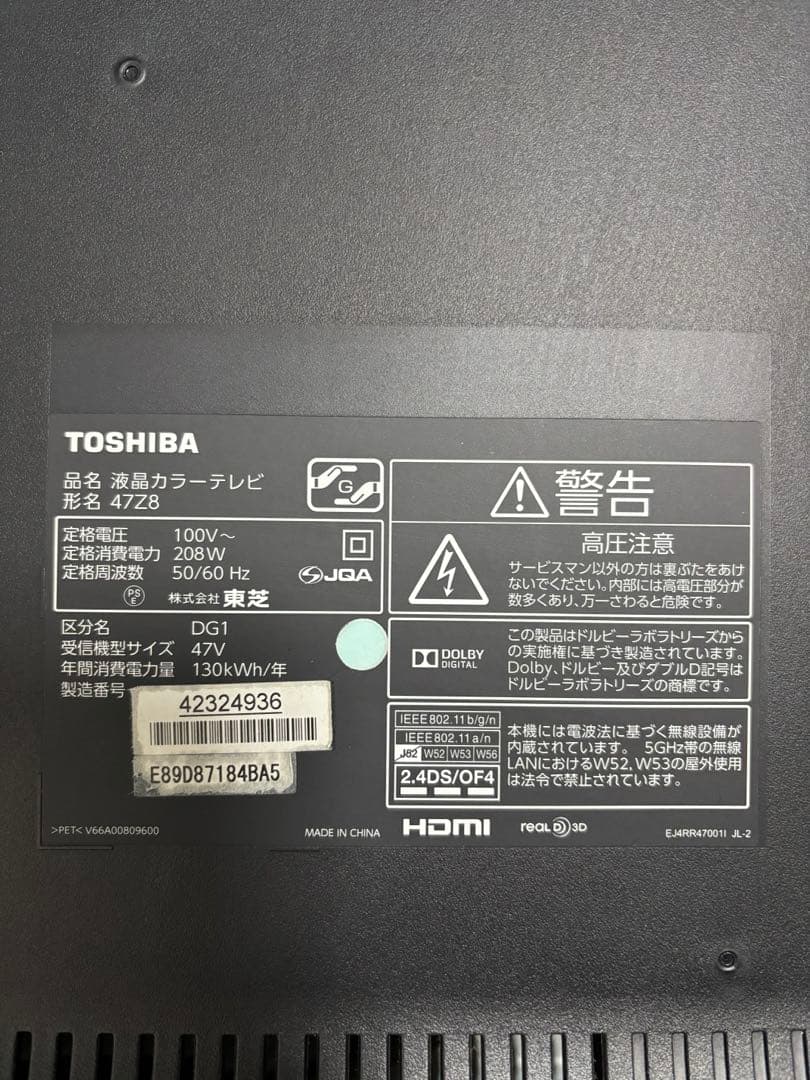 TOSHIBA
品名 液晶カラーテレビ
形名 47Z8
G
定格電圧 100V～
定格消費電力 208W
定格周波数 50/60 Hz
JQA
PS
E
株式会社 東芝
区分名 DG1
受信機型サイズ 47V
年間消費電力量 130kWh/年
製造番号
42324936
E89D87184BA5
警告
高圧注意
サービスマン以外の方は裏ぶたをあけ
ないでください。内部には高電圧部分が
数多くあり、万一さわると危険です。
DOLBY
DIGITAL
この製品はドルビーラボラトリーズから
の実施権に基づき製造されています。
Dolby、ドルビー及びダブルD記号は
ドルビーラボラトリーズの商標です。
IEEE802.11b/g/n
IEEE802.11a/n
J52 W52 W53 W56
2.4DS/OF4
本機には電波法に基づく無線設備が
内蔵されています。 5GHz帯の無線
LANにおけるW52、W53の屋外使用
は法令で禁止されています。
>PET< V66A00809600
MADE IN CHINA
HDMI
REAL D 3D
EJ4RR47001I JL-2